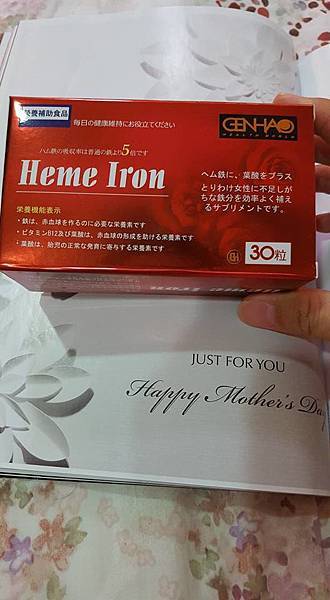 栄養補助食品
毎日の健康維持にお役立てください
GENHAO
HEALTH WORLD
ヘム鉄の吸収率は普通の鉄より5倍です
Heme Iron
ヘム鉄に、葉酸をプラス
とりわけ女性に不足しが
ちな鉄分を効率よく補え
るサプリメントです。
栄養機能表示
・鉄は、赤血球を作るのに必要な栄養素です
・ビタミンB12及び葉酸は、赤血球の形成を助ける栄養素です
・葉酸は、胎児の正常な発育に寄与する栄養素です
30粒
Heme Iron
JUST FOR YOU
Happy Mother's Da